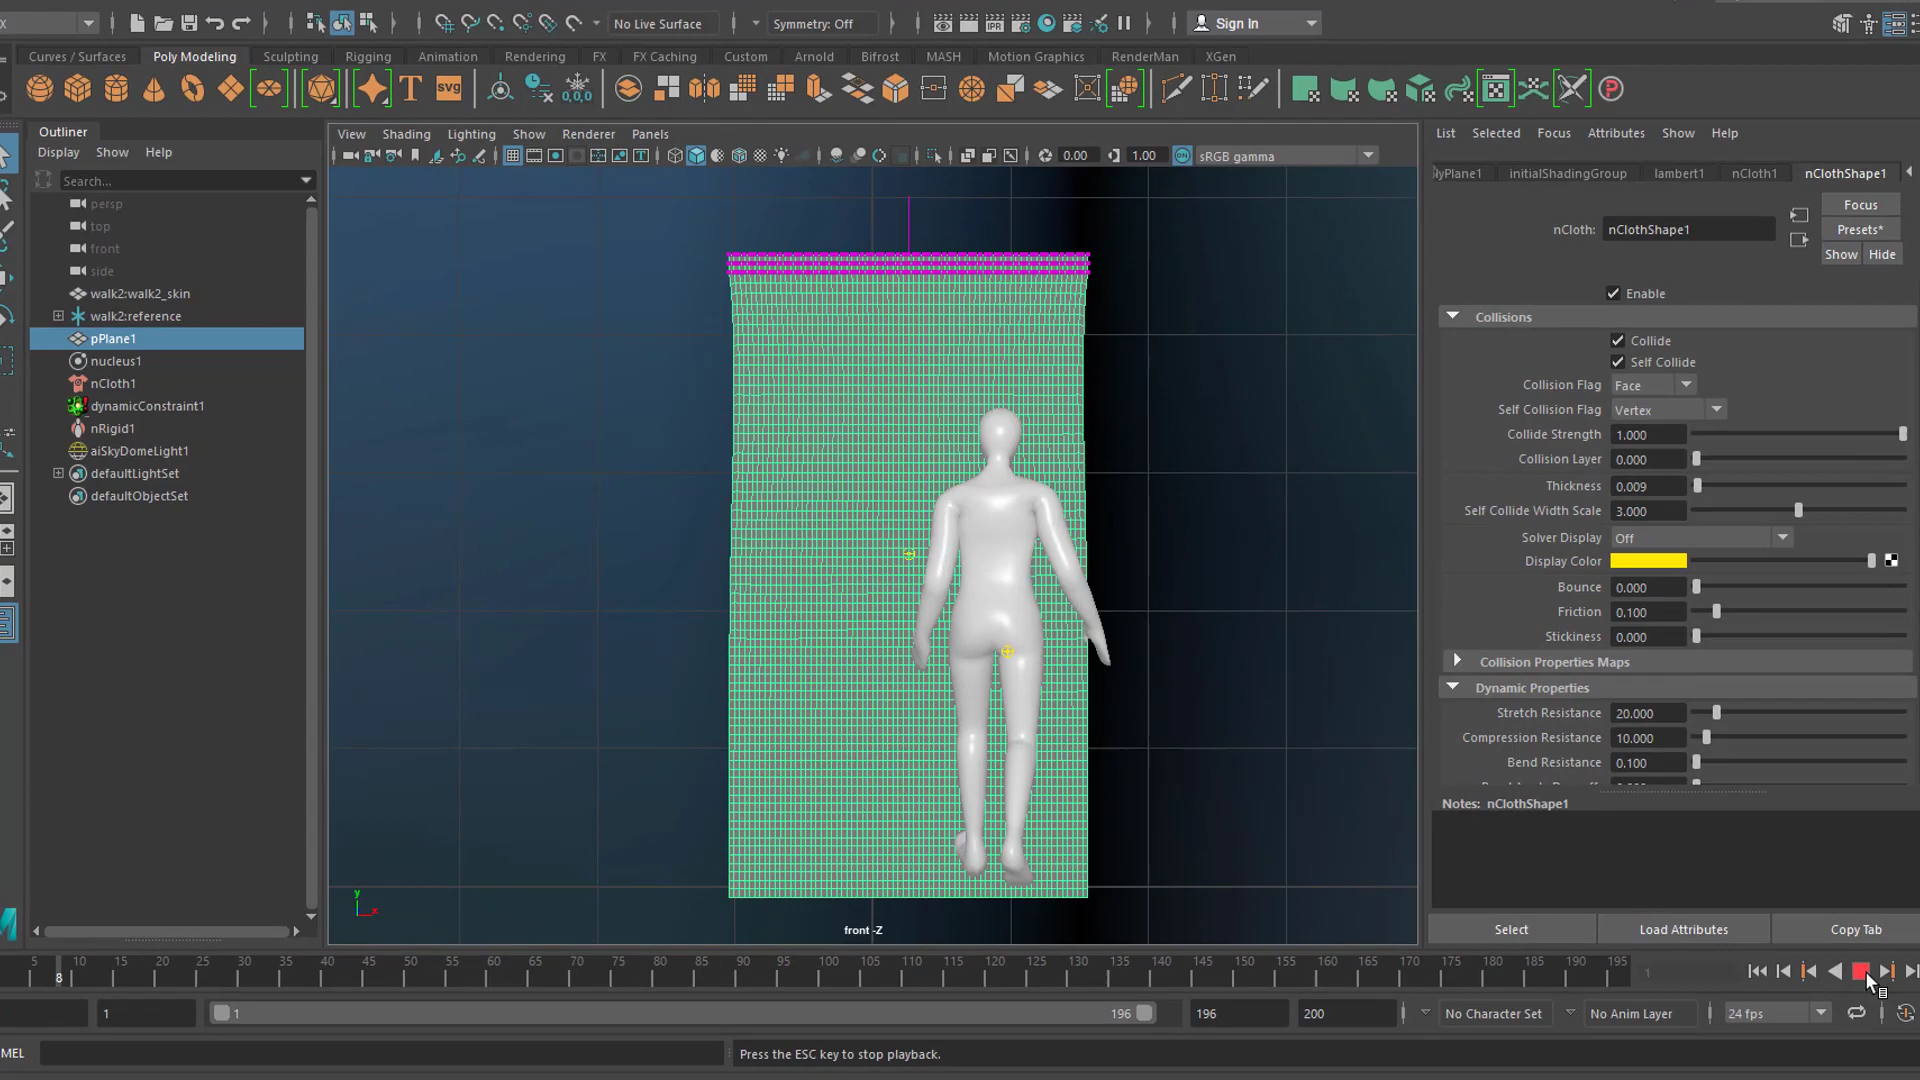 No Live Surface
Symmetry: Off
Sign In
Curves / Surfaces
Poly Modeling
Sculpting
Rigging
Animation
Rendering
FX
FX Caching
Custom
Arnold
Bifrost
MASH
Motion Graphics
RenderMan
XGen
T
svg
0,0,0
Outliner
Display
Show
Help
Search...
persp
top
front
side
walk2:walk2_skin
walk2:reference
pPlane1
nucleus1
nCloth1
dynamicConstraint1
nRigid1
aiSkyDomeLight1
defaultLightSet
defaultObjectSet
View
Shading
Lighting
Show
Renderer
Panels
0.00
1.00
ON
sRGB gamma
y
x
front -Z
List
Selected
Focus
Attributes
Show
Help
lyPlane1
initialShadingGroup
lambert1
nCloth1
nClothShape1
nCloth:
nClothShape1
Focus
Presets*
Show
Hide
Enable
Collisions
Collide
Self Collide
Collision Flag
Face
Self Collision Flag
Vertex
Collide Strength
1.000
Collision Layer
0.000
Thickness
0.009
Self Collide Width Scale
3.000
Solver Display
Off
Display Color
Bounce
0.000
Friction
0.100
Stickiness
0.000
Collision Properties Maps
Dynamic Properties
Stretch Resistance
20.000
Compression Resistance
10.000
Bend Resistance
0.100
Notes: nClothShape1
Select
Load Attributes
Copy Tab
5 10 15 20 25 30 35 40 45 50 55 60 65 70 75 80 85 90 95 100 105 110 115 120 125 130 135 140 145 150 155 160 165 170 175 180 185 190 195
8
1
1
1
196
196
200
No Character Set
No Anim Layer
24 fps
MEL
Press the ESC key to stop playback.